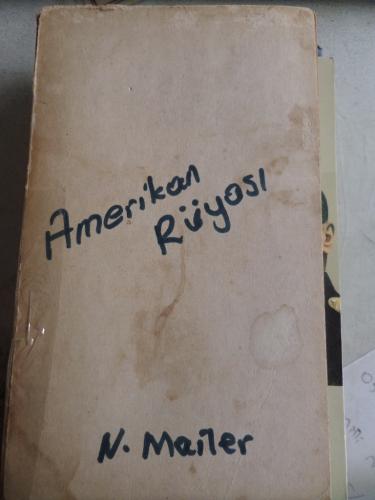 Amerikan
Rüyası
N. Mailer